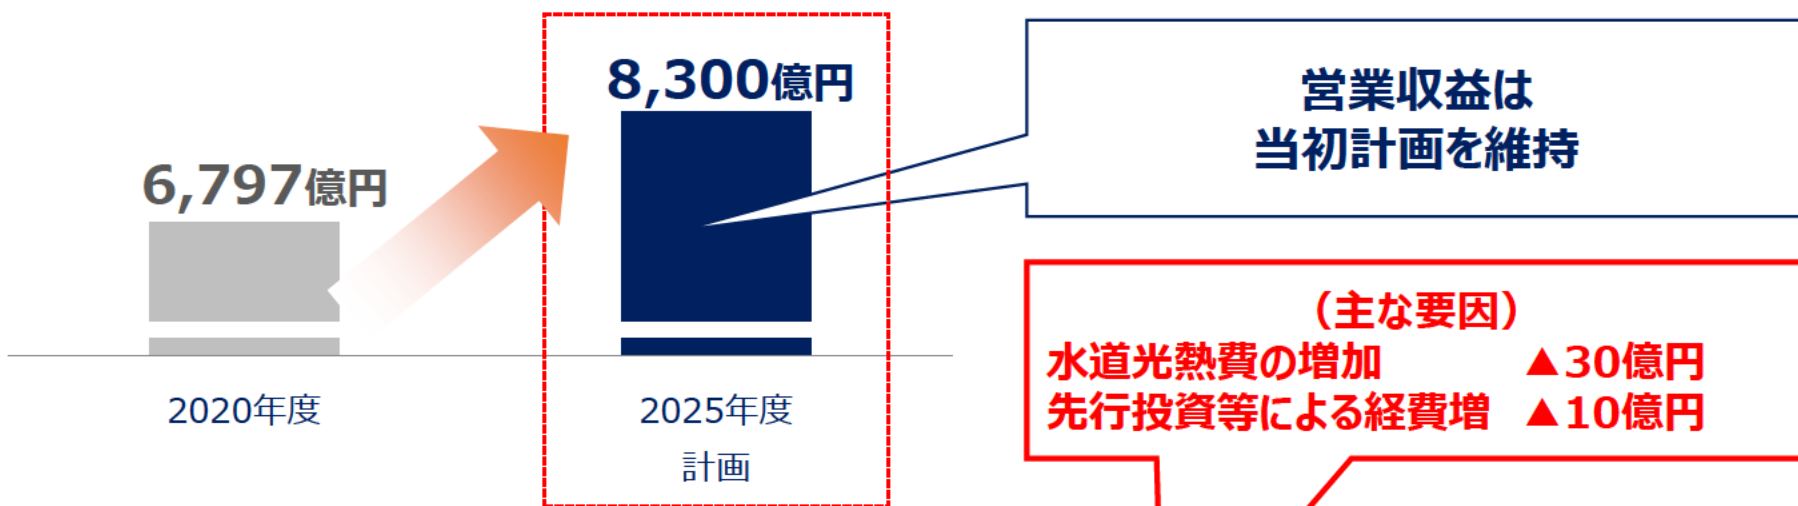 6,797億円
2020年度
8,300億円
2025年度
計画
営業収益は
当初計画を維持
（主な要因）
水道光熱費の増加 ▲30億円
先行投資等による経費増 ▲10億円